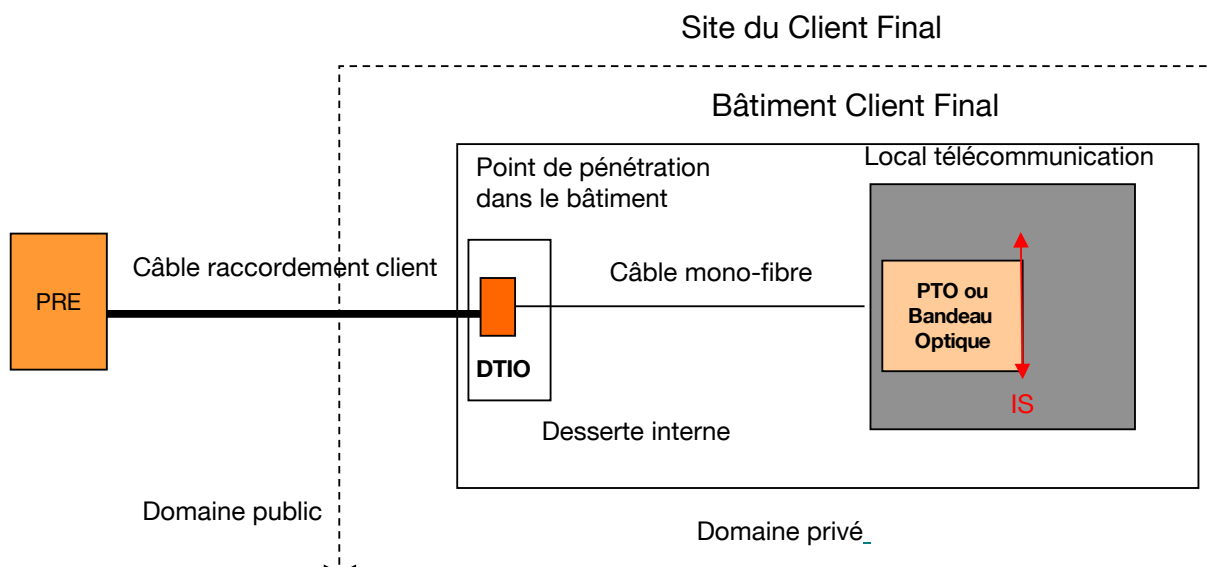 Site du Client Final
Bâtiment Client Final
Point de pénétration
dans le bâtiment
Local télécommunication
Câble raccordement client
Câble mono-fibre
PRE
PTO ou
Bandeau
Optique
DTIO
IS
Desserte interne
Domaine public
Domaine privé